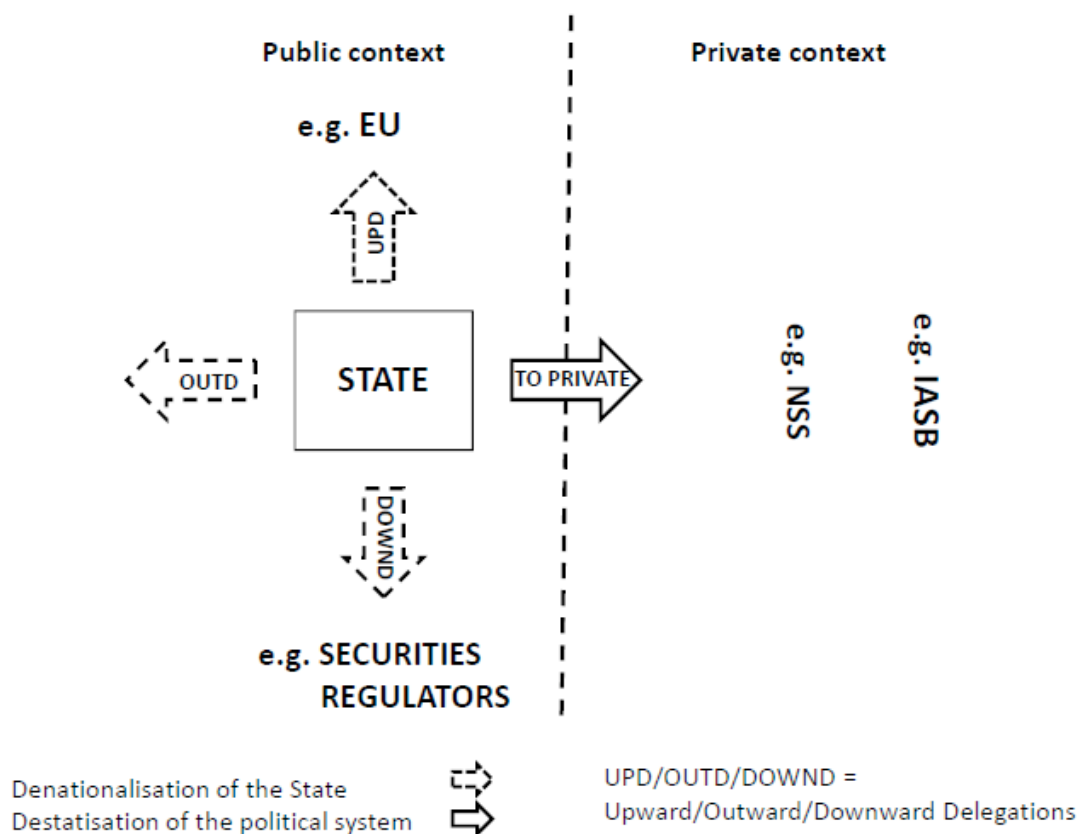 Public context
Private context
e.g. EU
UPD
OUTD
STATE
TO PRIVATE
e.g. NSS
e.g. IASB
DOWND
e.g. SECURITIES
REGULATORS
Denationalisation of the State
Destatisation of the political system
UPD/OUTD/DOWND =
Upward/Outward/Downward Delegations